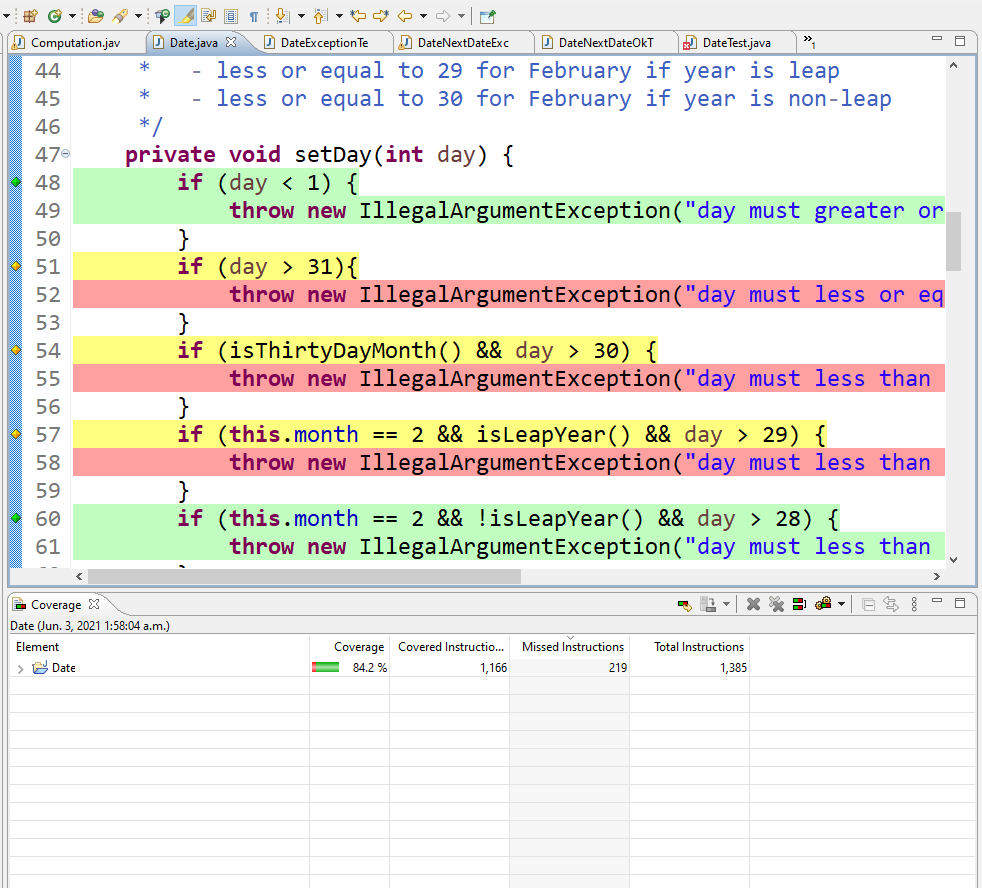 Computation.jav Date.java DateExceptionTe DateNextDateExc DateNextDateOkT DateTest.java »1
44 * - less or equal to 29 for February if year is leap
45 * - less or equal to 30 for February if year is non-leap
46 */
47 private void setDay(int day) {
48 if (day < 1) {
49 throw new IllegalArgumentException("day must greater or
50 }
51 if (day > 31){
52 throw new IllegalArgumentException("day must less or eq
53 }
54 if (isThirtyDayMonth() && day > 30) {
55 throw new IllegalArgumentException("day must less than
56 }
57 if (this.month == 2 && isLeapYear() && day > 29) {
58 throw new IllegalArgumentException("day must less than
59 }
60 if (this.month == 2 && !isLeapYear() && day > 28) {
61 throw new IllegalArgumentException("day must less than
Coverage
Date (Jun. 3, 2021 1:58:04 a.m.)
Element Coverage Covered Instructio... Missed Instructions Total Instructions
Date 84.2 % 1,166 219 1,385